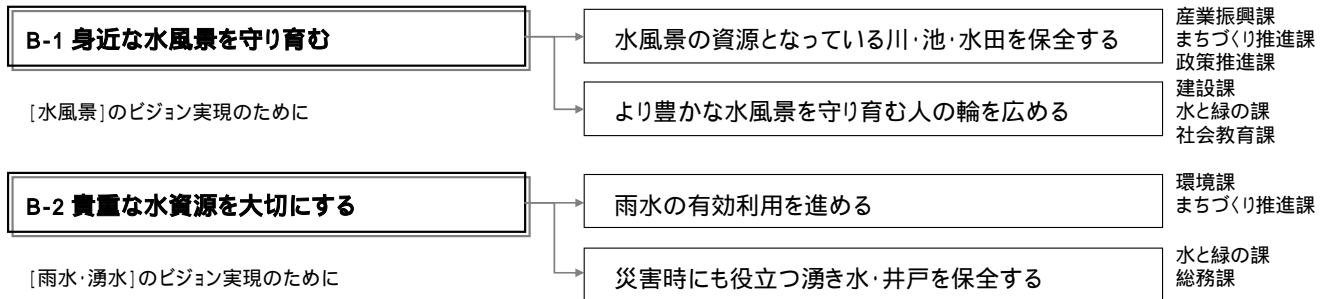 B-1 身近な水風景を守り育む
[水風景]のビジョン実現のために
水風景の資源となっている川・池・水田を保全する
産業振興課
まちづくり推進課
政策推進課
より豊かな水風景を守り育む人の輪を広める
建設課
水と緑の課
社会教育課
B-2 貴重な水資源を大切にする
[雨水・湧水]のビジョン実現のために
雨水の有効利用を進める
環境課
まちづくり推進課
災害時にも役立つ湧き水・井戸を保全する
水と緑の課
総務課